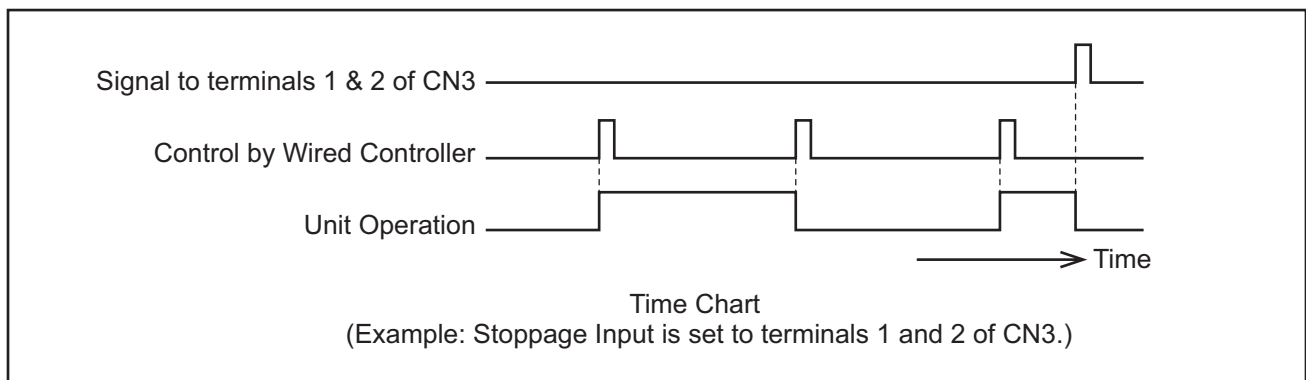 Signal to terminals 1 & 2 of CN3
Control by Wired Controller
Unit Operation
Time
Time Chart
(Example: Stoppage Input is set to terminals 1 and 2 of CN3.)